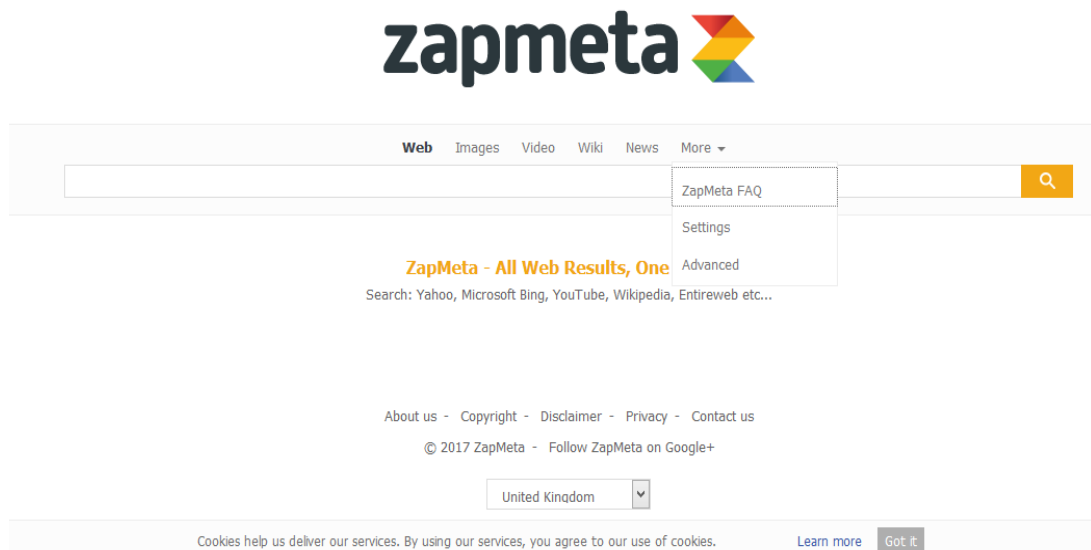 zapmeta
Web Images Video Wiki News More
ZapMeta FAQ
Settings
Advanced
ZapMeta - All Web Results, One
Search: Yahoo, Microsoft Bing, YouTube, Wikipedia, Entireweb etc...
About us - Copyright - Disclaimer - Privacy - Contact us
© 2017 ZapMeta - Follow ZapMeta on Google+
United Kingdom
Cookies help us deliver our services. By using our services, you agree to our use of cookies. Learn more Got it